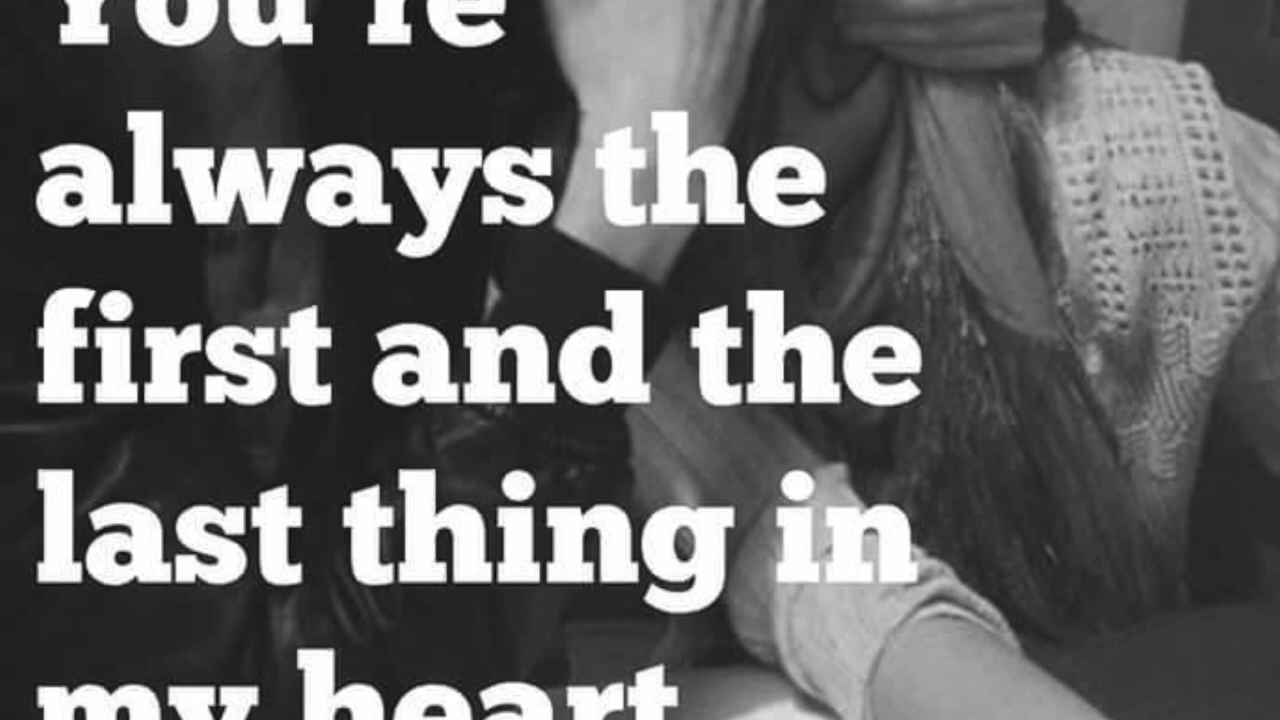 You're
always the
first and the
last thing in
my heart